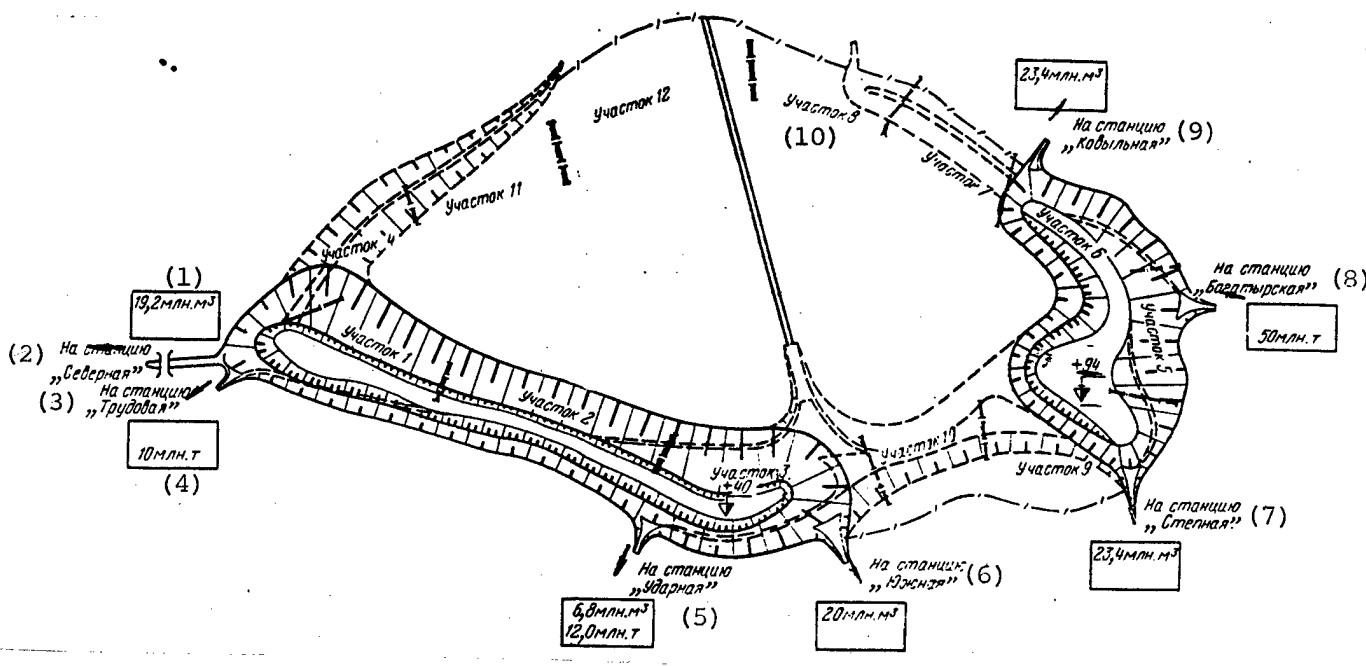 Участок 12
Участок 8
(10)
23,4млн.м³
На станцию (9)
„Ковыльная”
Участок 7
Участок 11
Участок 4
Участок 6
(1)
19,2млн.м³
На станцию (8)
„Богатырская”
50млн.т
Участок 5
+94
(2) На станцию
„Северная”
(3) На станцию
„Трудовая”
10млн.т
(4)
Участок 1
Участок 2
Участок 3
+40
Участок 10
Участок 9
На станцию (7)
„Степная”
23,4млн.м³
На станцию (6)
„Южная”
20млн.м³
На станцию
„Ударная” (5)
6,8млн.м³
12,0млн.т